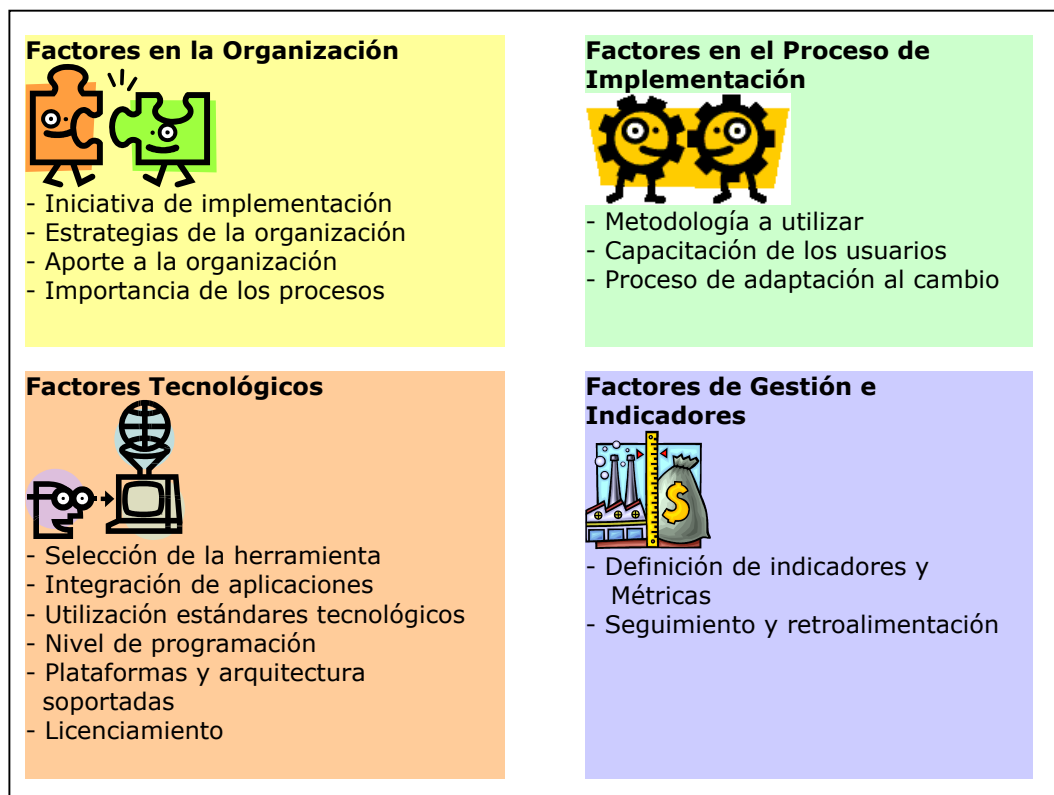 Factores en la Organización
- Iniciativa de implementación
- Estrategias de la organización
- Aporte a la organización
- Importancia de los procesos
Factores en el Proceso de
Implementación
- Metodología a utilizar
- Capacitación de los usuarios
- Proceso de adaptación al cambio
Factores Tecnológicos
- Selección de la herramienta
- Integración de aplicaciones
- Utilización estándares tecnológicos
- Nivel de programación
- Plataformas y arquitectura
soportadas
- Licenciamiento
Factores de Gestión e
Indicadores
$
- Definición de indicadores y
Métricas
- Seguimiento y retroalimentación